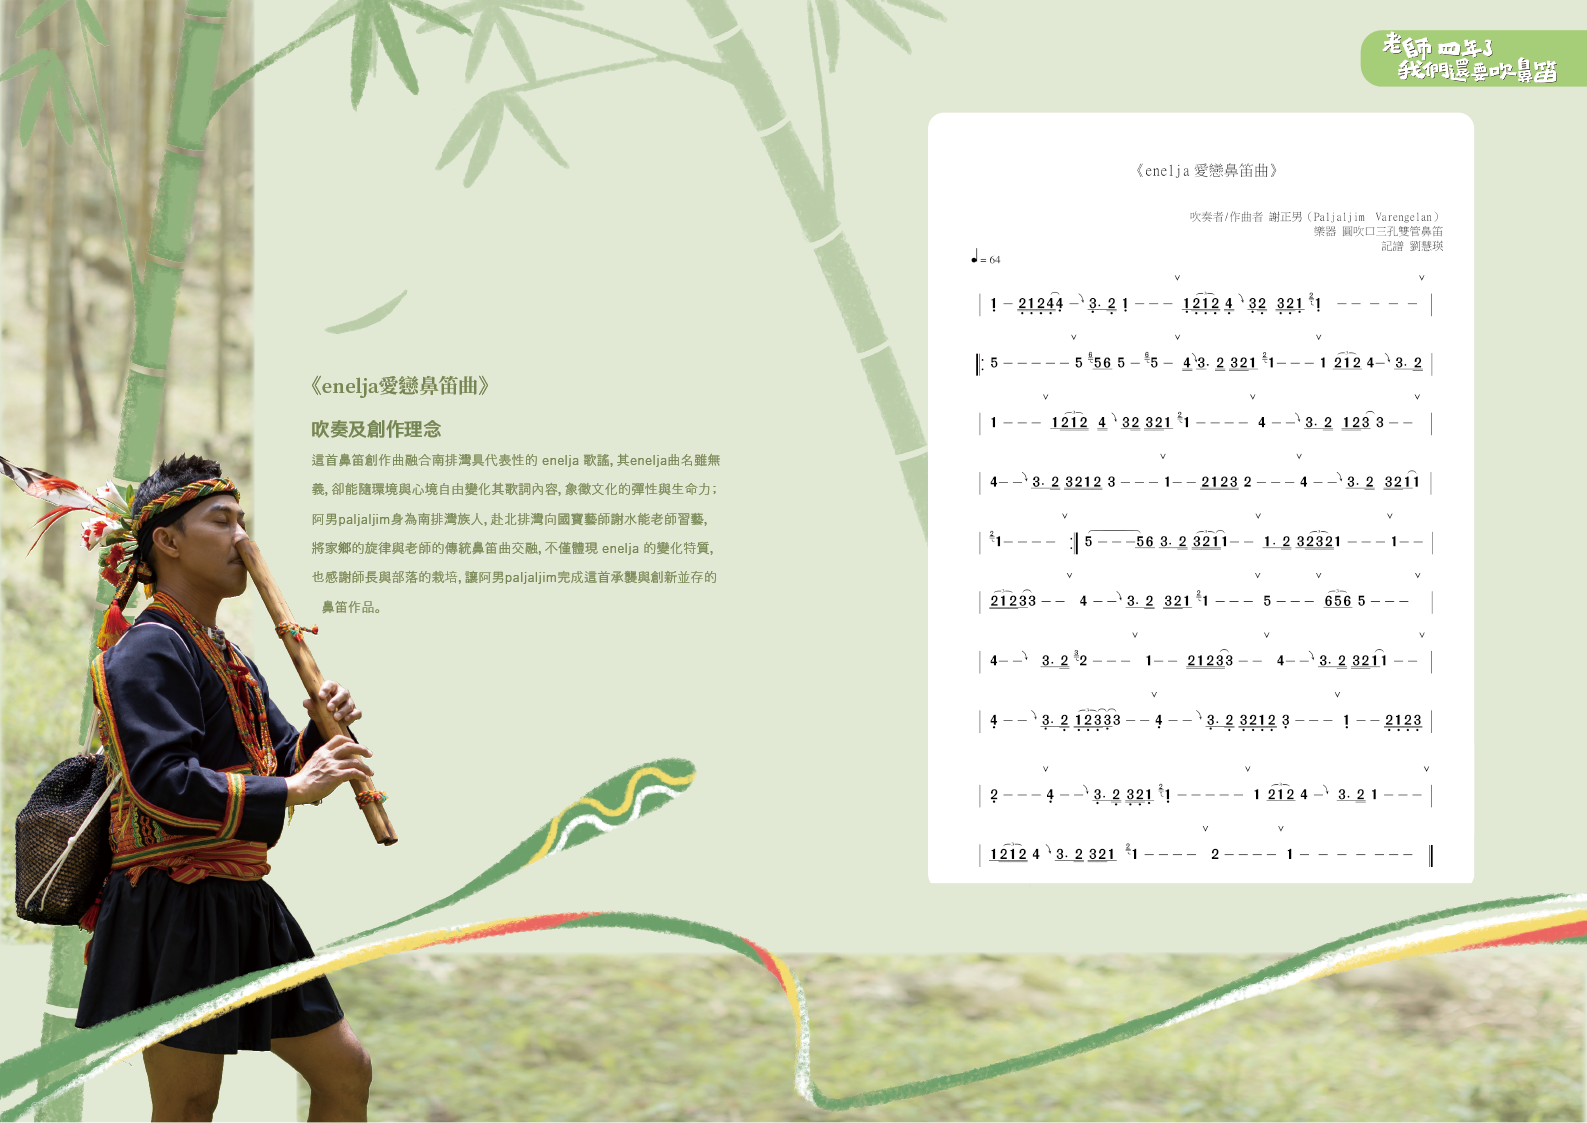 老師 四年了
我們還要吹鼻笛
《enelja愛戀鼻笛曲》
吹奏及創作理念
這首鼻笛創作曲融合南排灣具代表性的 enelja 歌謠, 其enelja曲名雖無
義, 卻能隨環境與心境自由變化其歌詞內容, 象徵文化的彈性與生命力;
阿男paljaljim身為南排灣族人, 赴北排灣向國寶藝師謝水能老師習藝,
將家鄉的旋律與老師的傳統鼻笛曲交融, 不僅體現 enelja 的變化特質,
也感謝師長與部落的栽培, 讓阿男paljaljim完成這首承襲與創新並存的
鼻笛作品。
《enelja 愛戀鼻笛曲》
吹奏者/作曲者 謝正男（Paljaljim Varengelan）
樂器 圓吹口三孔雙管鼻笛
記譜 劉慧瑛
= 64
1 – 21244 – 3. 2 1 – – – 1212 4 32 321 1 – – – – –
5 – – – – – 5 56 5 – 5 – 4 3. 2 321 1 – – – 1 212 4 – 3. 2
1 – – – 1212 4 32 321 1 – – – – 4 – – 3. 2 123 3 – –
4 – – 3. 2 3212 3 – – – 1 – – 2123 2 – – – 4 – – 3. 2 3211
1 – – – – 5 – – – – 56 3. 2 3211 – – 1. 2 32321 – – – 1 – –
21233 – – 4 – – 3. 2 321 1 – – – 5 – – – 656 5 – – –
4 – – 3. 2 2 – – – 1 – – 21233 – – 4 – – 3. 2 3211 – –
4 – – 3. 2 12333 – – 4 – – 3. 2 3212 3 – – – 1 – – 2123
2 – – – 4 – – 3. 2 321 1 – – – – – 1 212 4 – 3. 2 1 – – –
1212 4 3. 2 321 1 – – – – 2 – – – – 1 – – – – – – –